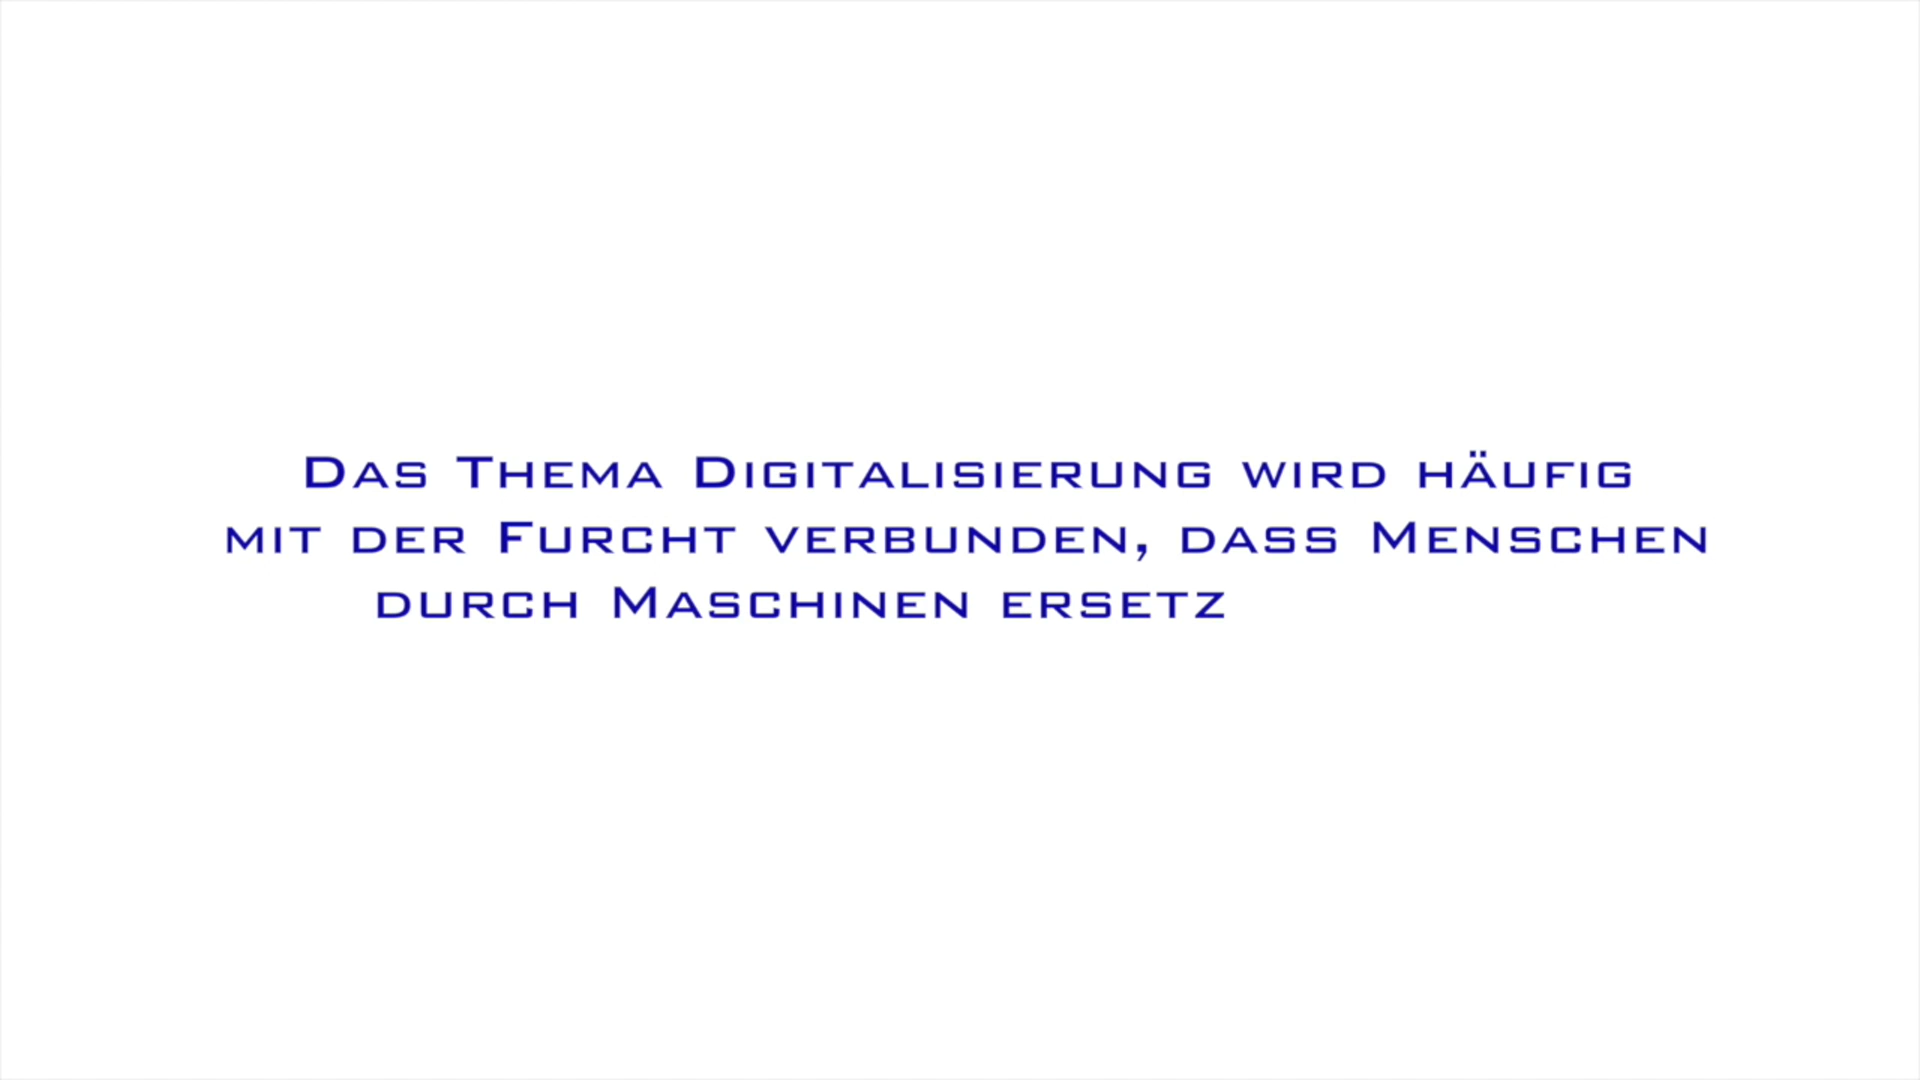 Das Thema Digitalisierung wird häufig
mit der Furcht verbunden, dass Menschen
durch Maschinen ersetz